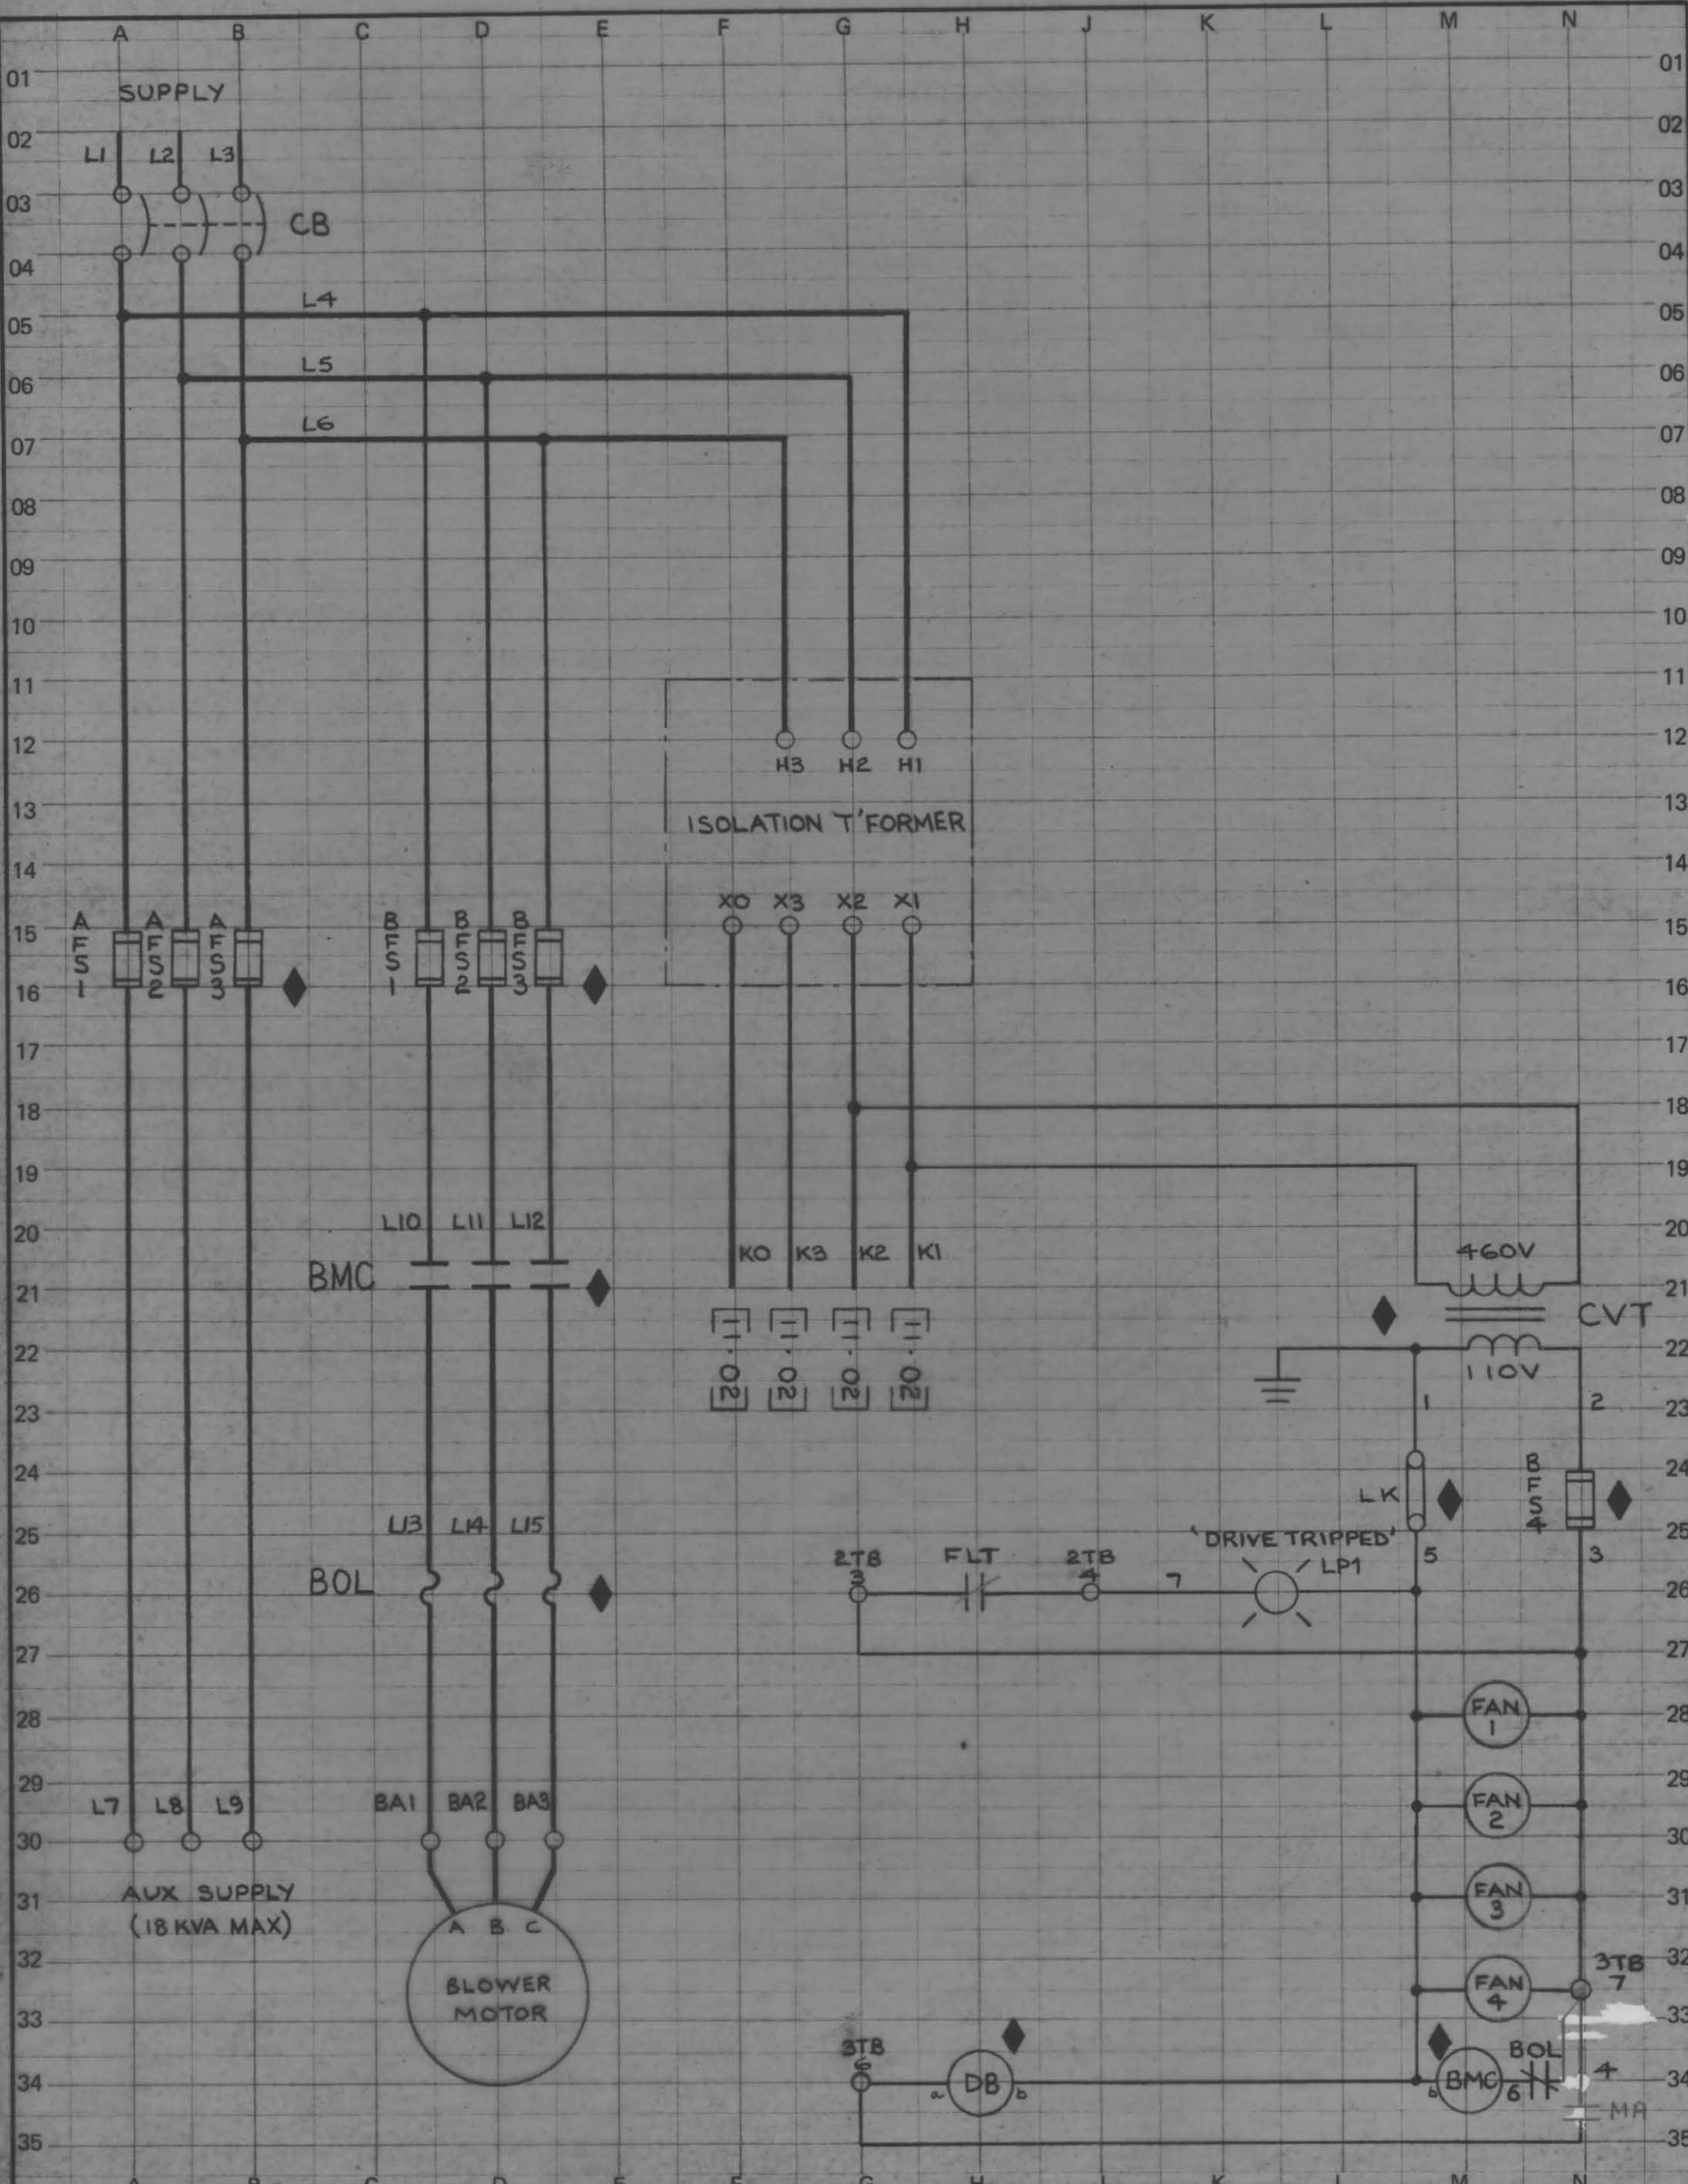 A B C D E F G H J K L M N
01 01
SUPPLY
02 02
L1 L2 L3
03 03
CB
04 04
L4
05 05
L5
06 06
L6
07 07
08 08
09 09
10 10
11 11
12 12
H3 H2 H1
13 13
ISOLATION T'FORMER
14 14
X0 X3 X2 X1
15 15
AFS1 AFS2 AFS3 BFS1 BFS2 BFS3
16 16
17 17
18 18
19 19
20 20
L10 L11 L12
K0 K3 K2 K1
460V
BMC
21 21
CVT
22 22
110V
[1-.02] [1-.02] [1-.02] [1-.02]
1 2
23 23
24 24
LK BFS4
L13 L14 L15
25 25
'DRIVE TRIPPED'
2TB FLT 2TB LP1 5 3
3 4 7
BOL
26 26
27 27
FAN
1
28 28
29 29
L7 L8 L9 BA1 BA2 BA3
FAN
2
30 30
AUX SUPPLY
(18 KVA MAX)
31 31
FAN
3
A B C
32 32
3TB
7
BLOWER
MOTOR
FAN
4
33 33
3TB
6
BOL
34 34
a DB b b BMC 6 4
MA
35 35
A B C D E F G H J K L M N